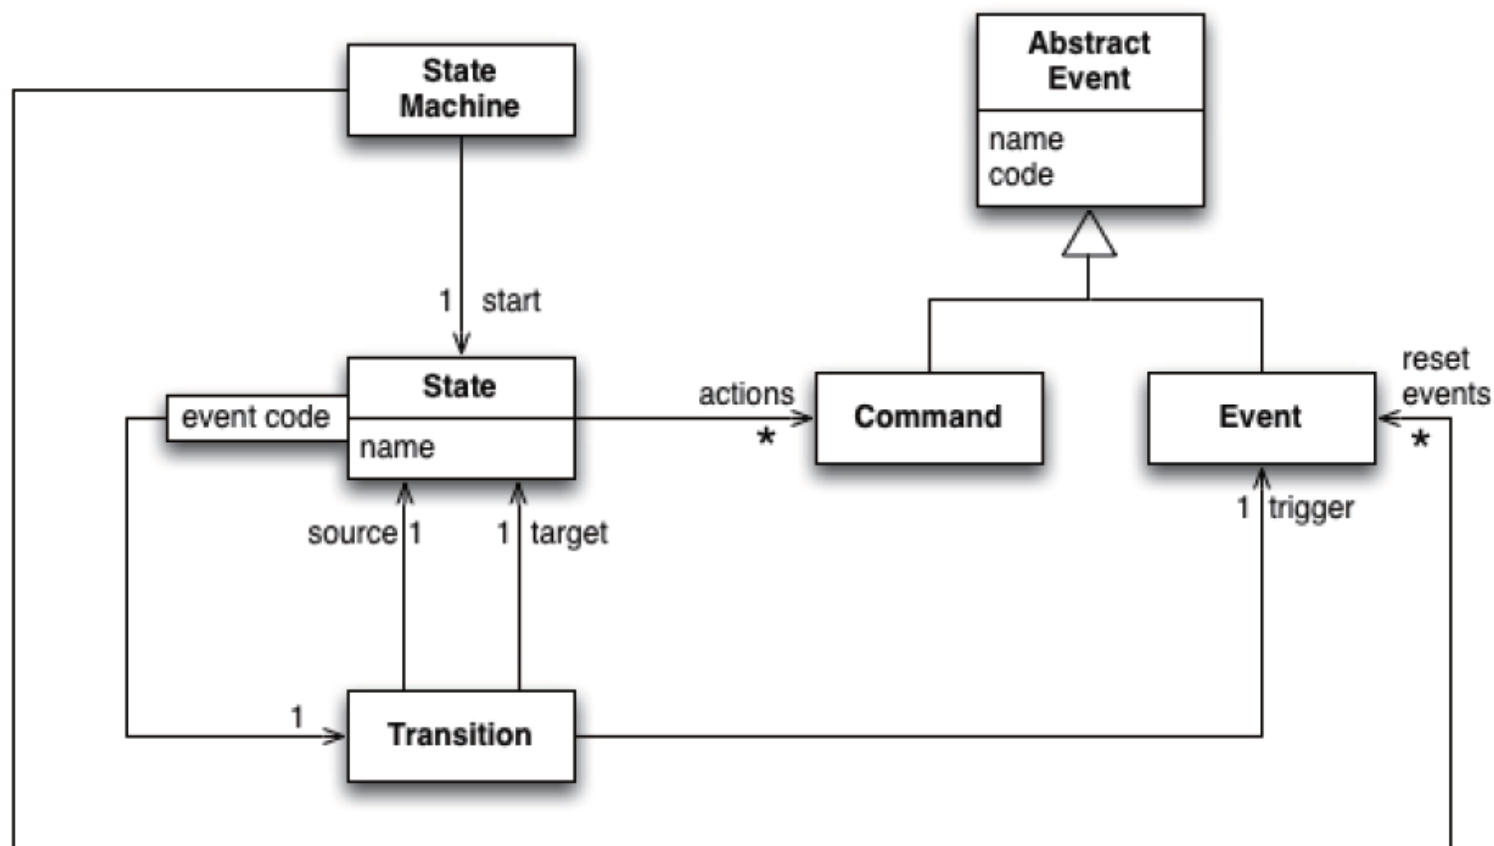 State
Machine
Abstract
Event
name
code
1 start
State
event code
name
actions
*
Command
Event
reset
events
*
source 1
1 target
1 trigger
1
Transition